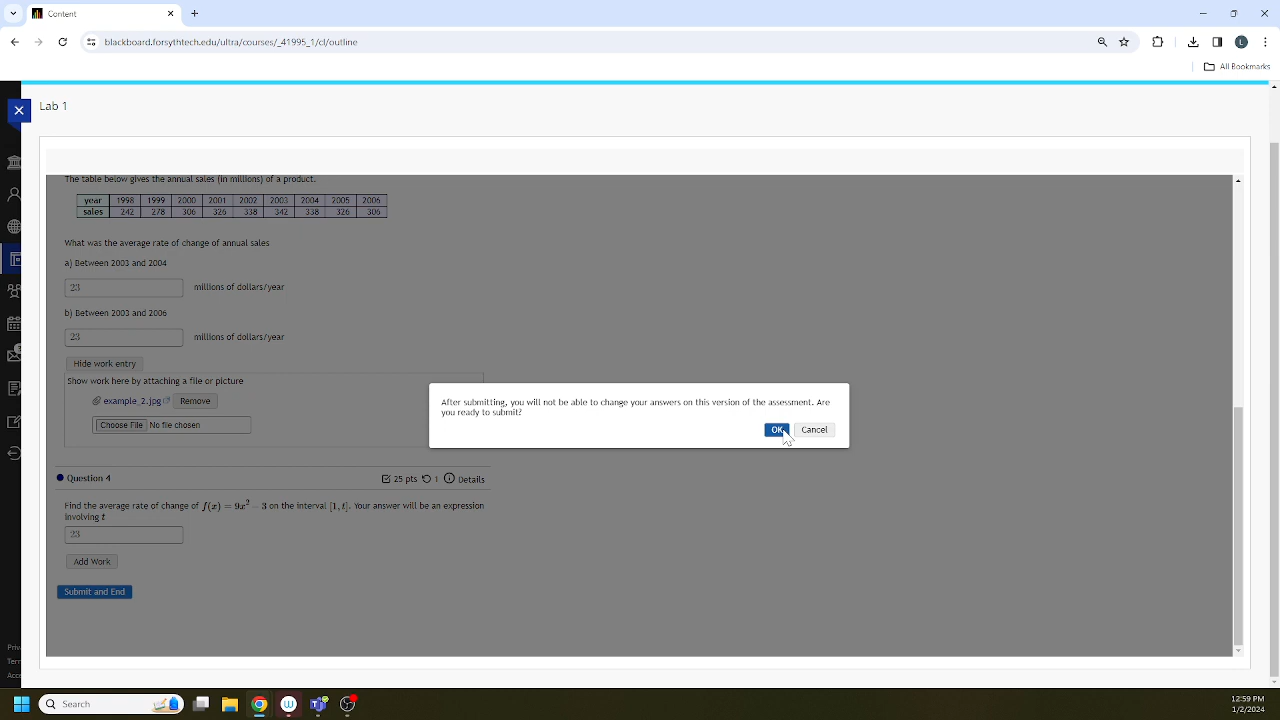 Content
blackboard.forsythtech.edu/ultra/courses/_41995_1/cl/outline
All Bookmarks
Lab 1
The table below gives the annual sales (in millions) of a product.
year 1998 1999 2000 2001 2002 2003 2004 2005 2006
sales 242 278 306 326 338 342 338 326 306
What was the average rate of change of annual sales
a) Between 2003 and 2004
23 millions of dollars/year
b) Between 2003 and 2006
23 millions of dollars/year
Hide work entry
Show work here by attaching a file or picture
example_2.jpg Remove
Choose File No file chosen
After submitting, you will not be able to change your answers on this version of the assessment. Are
you ready to submit?
OK Cancel
Question 4 25 pts 1 Details
Find the average rate of change of f(x) = 9x² − 3 on the interval [1, t]. Your answer will be an expression
involving t
23
Add Work
Submit and End
Priv
Term
Acc
Search
12:59 PM
1/2/2024